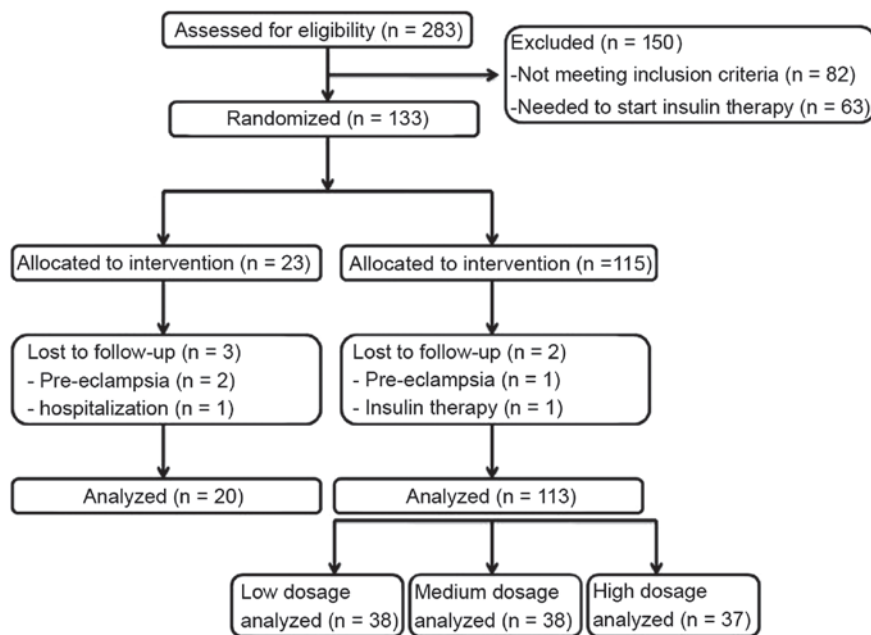 Assessed for eligibility (n = 283)
Excluded (n = 150)
-Not meeting inclusion criteria (n = 82)
-Needed to start insulin therapy (n = 63)
Randomized (n = 133)
Allocated to intervention (n = 23)
Allocated to intervention (n =115)
Lost to follow-up (n = 3)
- Pre-eclampsia (n = 2)
- hospitalization (n = 1)
Lost to follow-up (n = 2)
- Pre-eclampsia (n = 1)
- Insulin therapy (n = 1)
Analyzed (n = 20)
Analyzed (n = 113)
Low dosage
analyzed (n = 38)
Medium dosage
analyzed (n = 38)
High dosage
analyzed (n = 37)